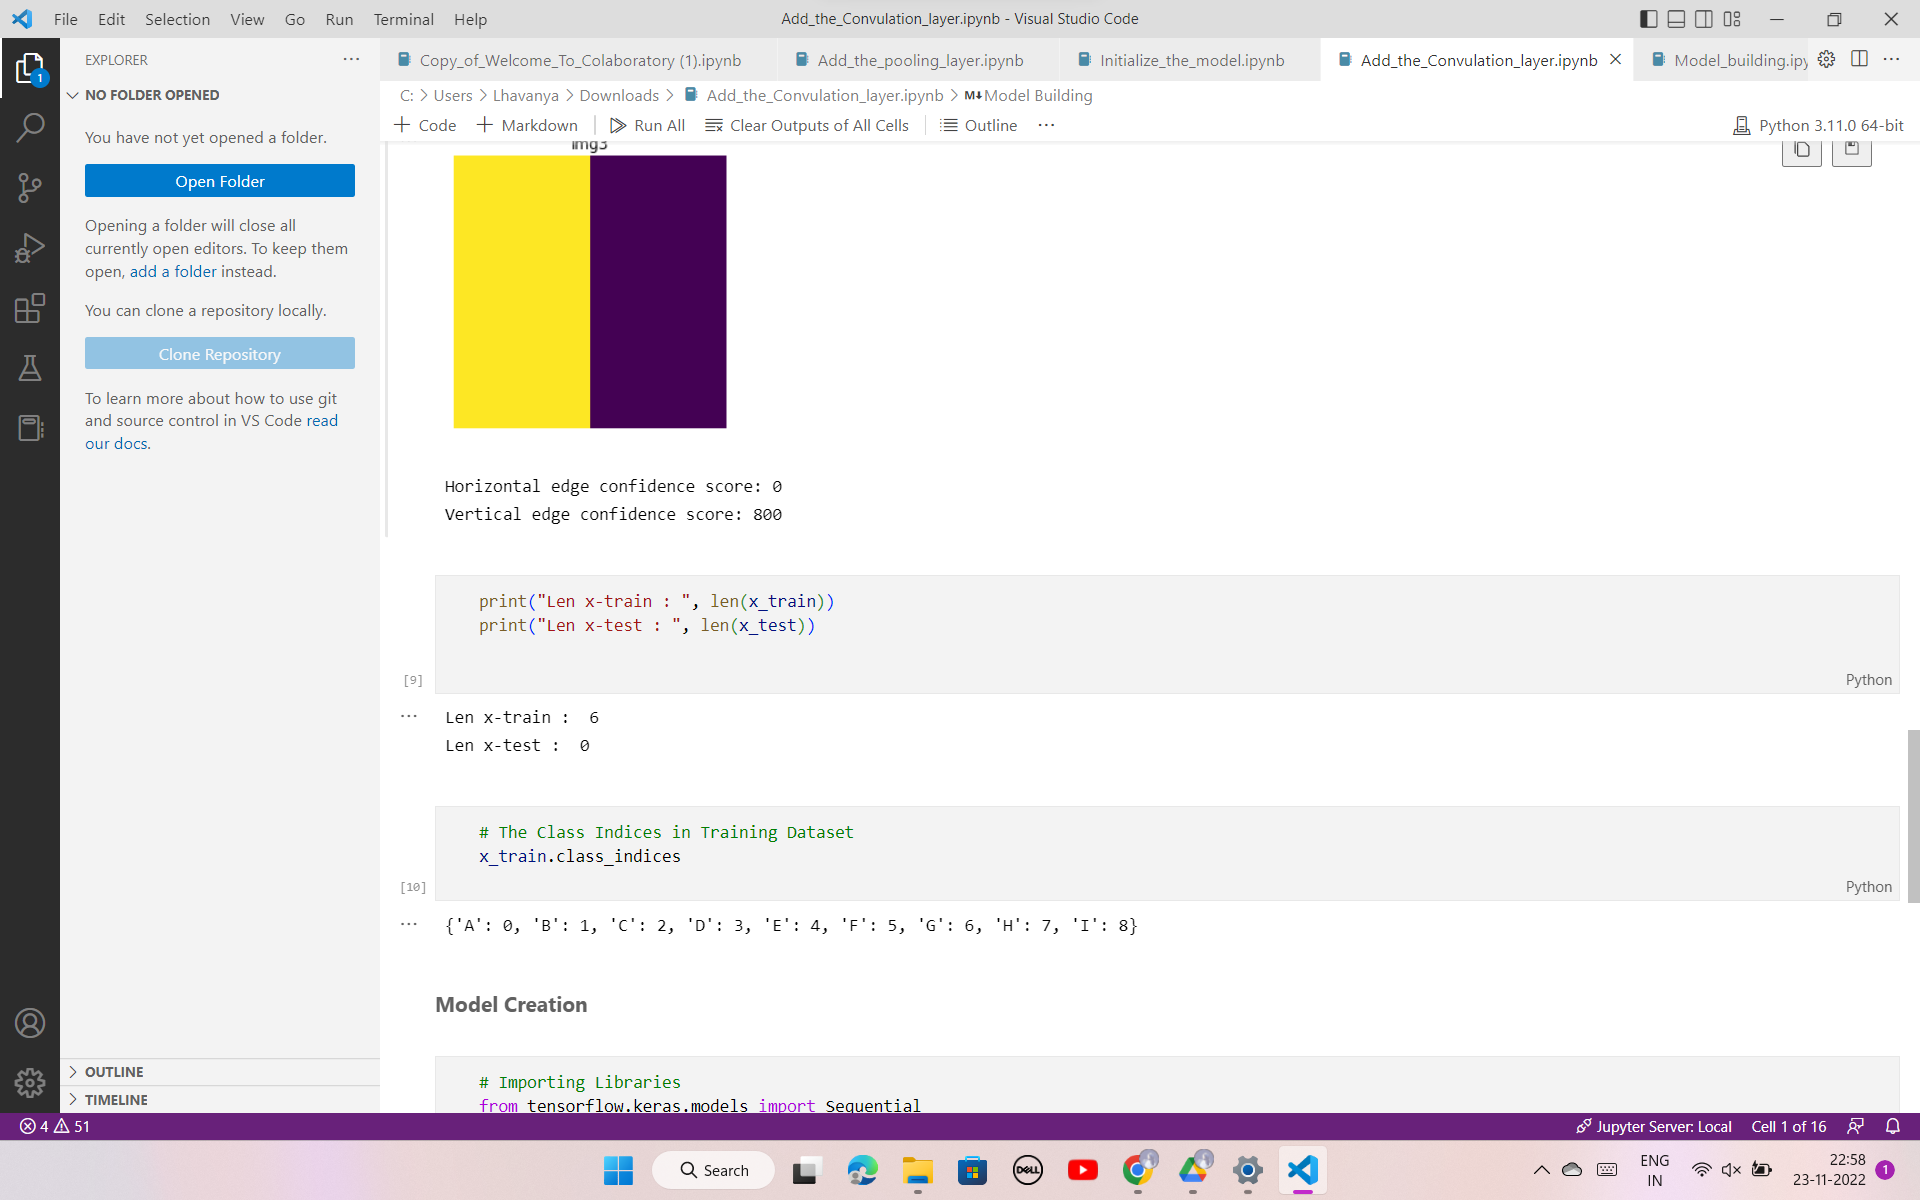 File Edit Selection View Go Run Terminal Help
Add_the_Convulation_layer.ipynb - Visual Studio Code
EXPLORER
NO FOLDER OPENED
You have not yet opened a folder.
Open Folder
Opening a folder will close all
currently open editors. To keep them
open, add a folder instead.
You can clone a repository locally.
Clone Repository
To learn more about how to use git
and source control in VS Code read
our docs.
OUTLINE
TIMELINE
1
Copy_of_Welcome_To_Colaboratory (1).ipynb
Add_the_pooling_layer.ipynb
Initialize_the_model.ipynb
Add_the_Convulation_layer.ipynb
Model_building.ipy
C: > Users > Lhavanya > Downloads > Add_the_Convulation_layer.ipynb > M↓Model Building
+ Code + Markdown Run All Clear Outputs of All Cells Outline ...
Python 3.11.0 64-bit
img3
Horizontal edge confidence score: 0
Vertical edge confidence score: 800
print("Len x-train : ", len(x_train))
print("Len x-test : ", len(x_test))
[9]
Python
Len x-train :  6
Len x-test :  0
# The Class Indices in Training Dataset
x_train.class_indices
[10]
Python
{'A': 0, 'B': 1, 'C': 2, 'D': 3, 'E': 4, 'F': 5, 'G': 6, 'H': 7, 'I': 8}
Model Creation
# Importing Libraries
from tensorflow.keras.models import Sequential
4 51
Jupyter Server: Local
Cell 1 of 16
Search
DELL
ENG
IN
22:58
23-11-2022
1